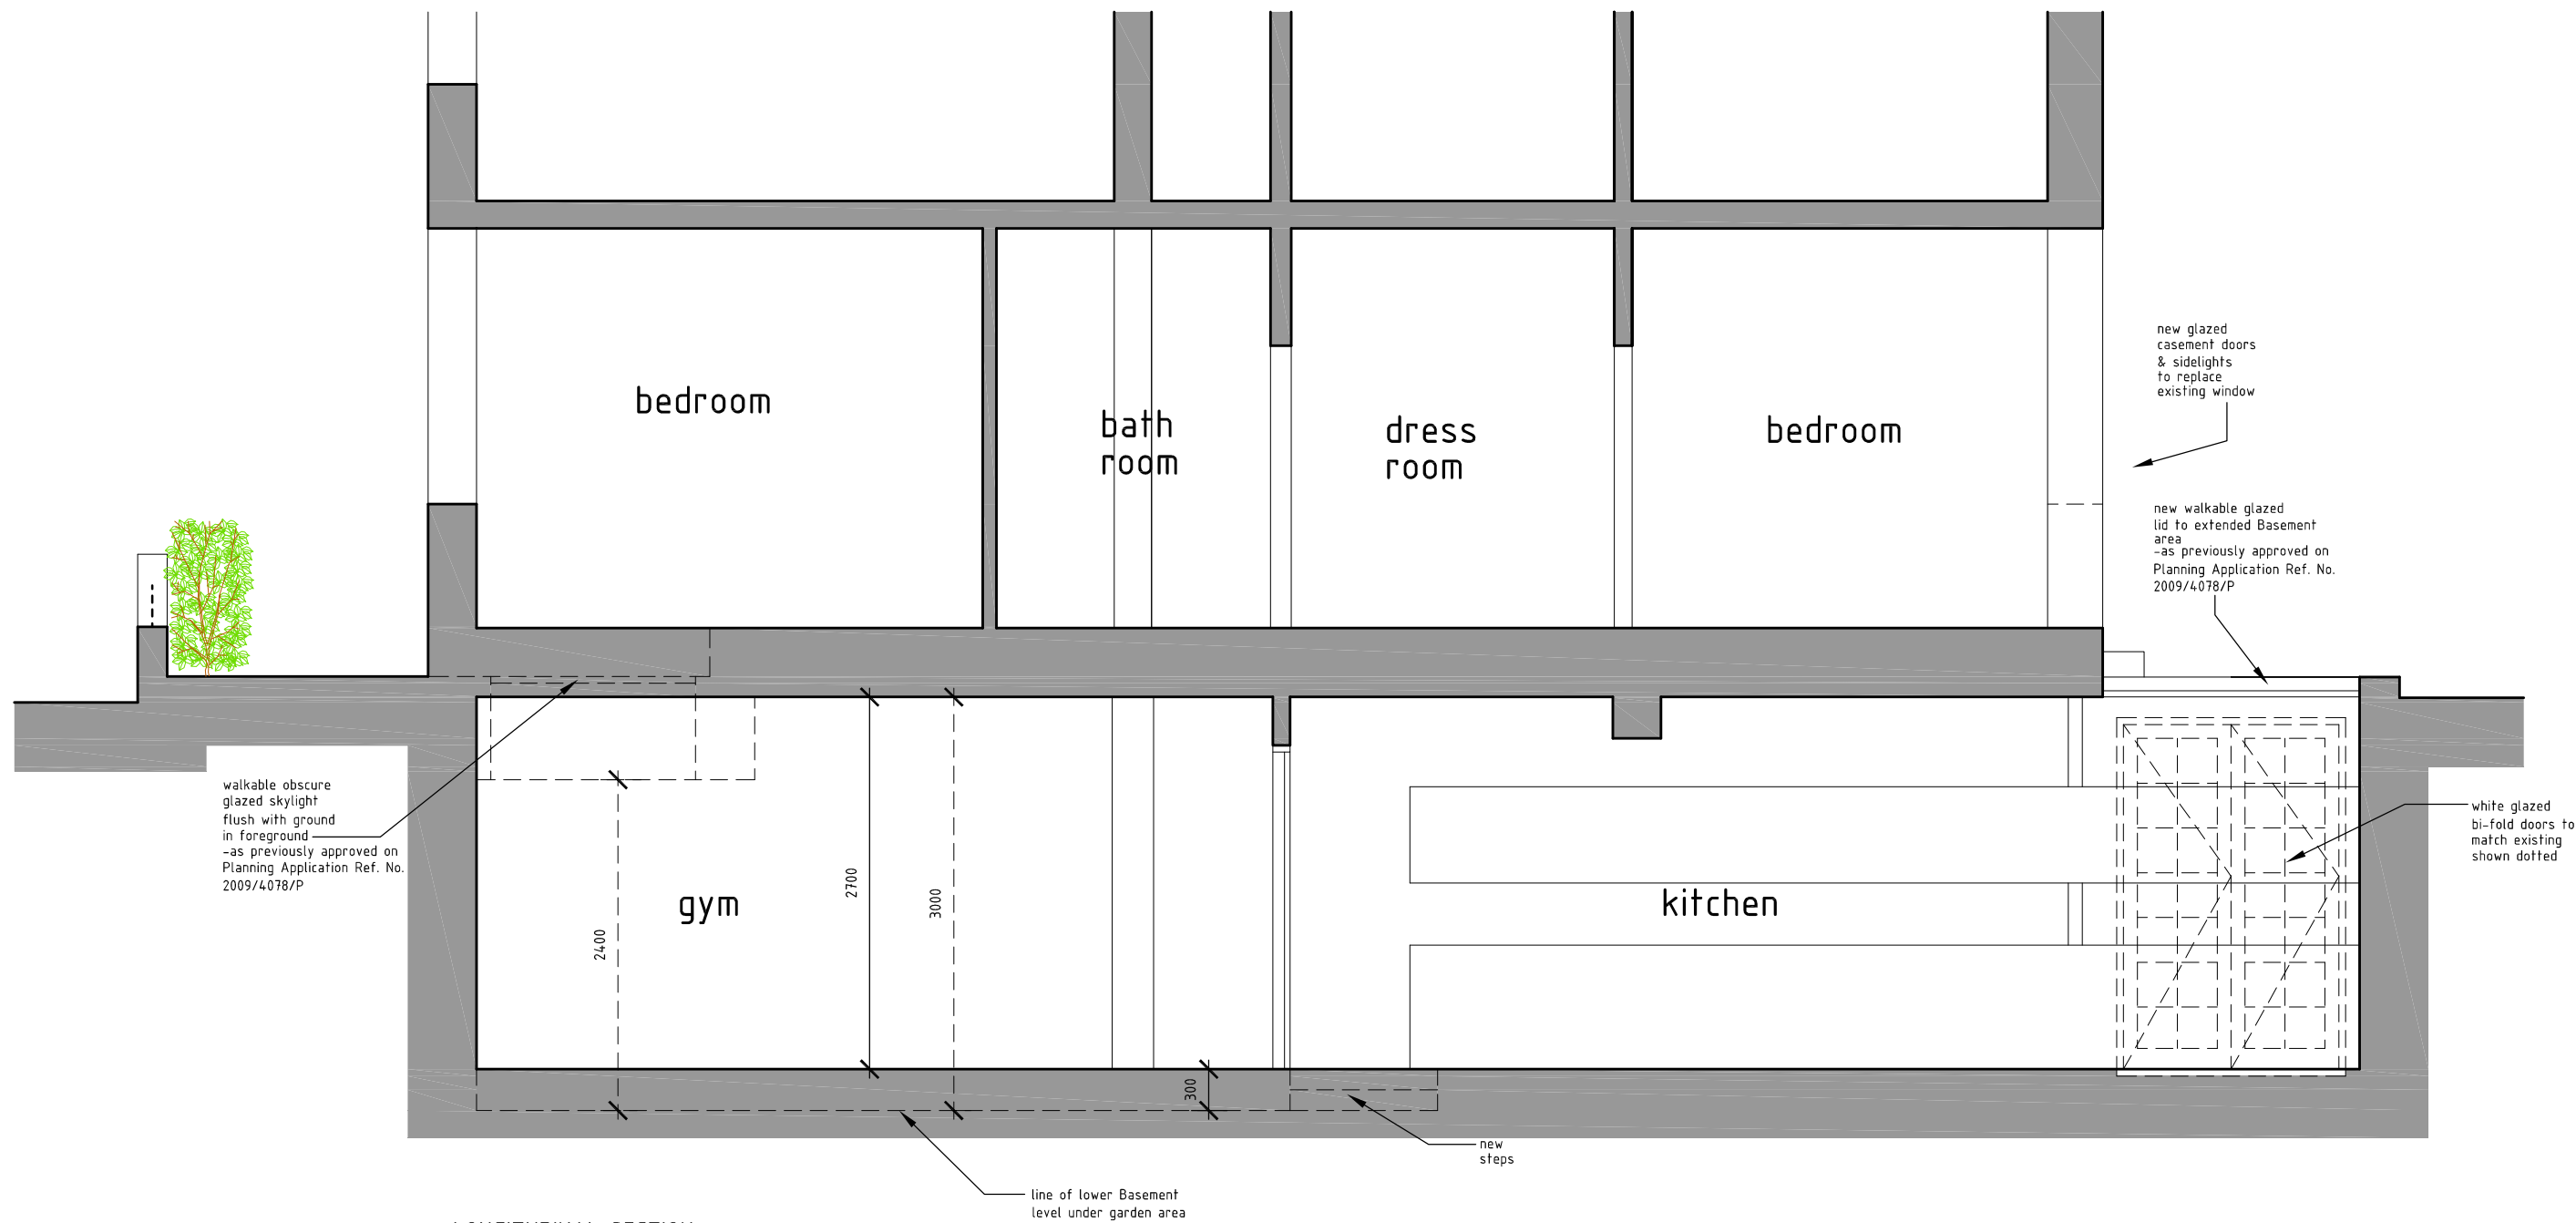 bedroom
bath
room
dress
room
bedroom
new glazed
casement doors
& sidelights
to replace
existing window
new walkable glazed
lid to extended Basement
area
-as previously approved on
Planning Application Ref. No.
2009/4078/P
walkable obscure
glazed skylight
flush with ground
in foreground
-as previously approved on
Planning Application Ref. No.
2009/4078/P
gym
2400
2700
3000
300
kitchen
white glazed
bi-fold doors to
match existing
shown dotted
new
steps
line of lower Basement
level under garden area
LONGITUDINAL SECTION